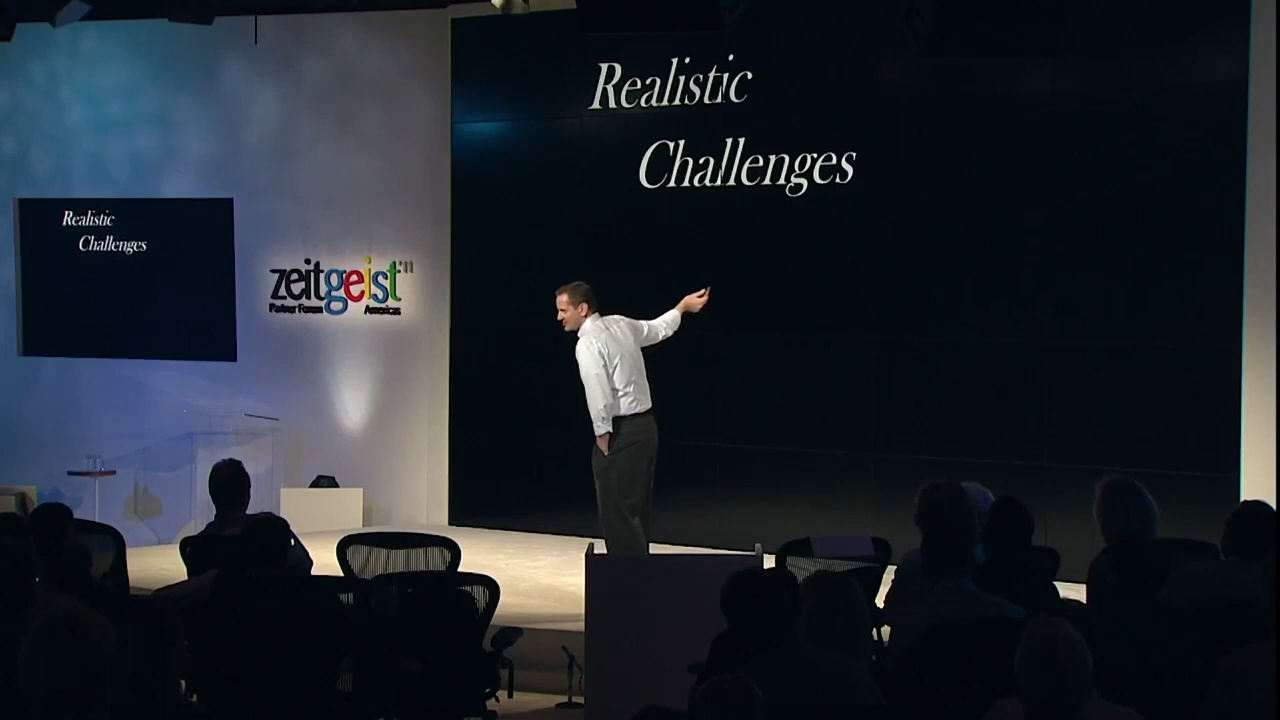 Realistic
Challenges
Realistic
Challenges
zeitgeist '11
Partner Forum Americas